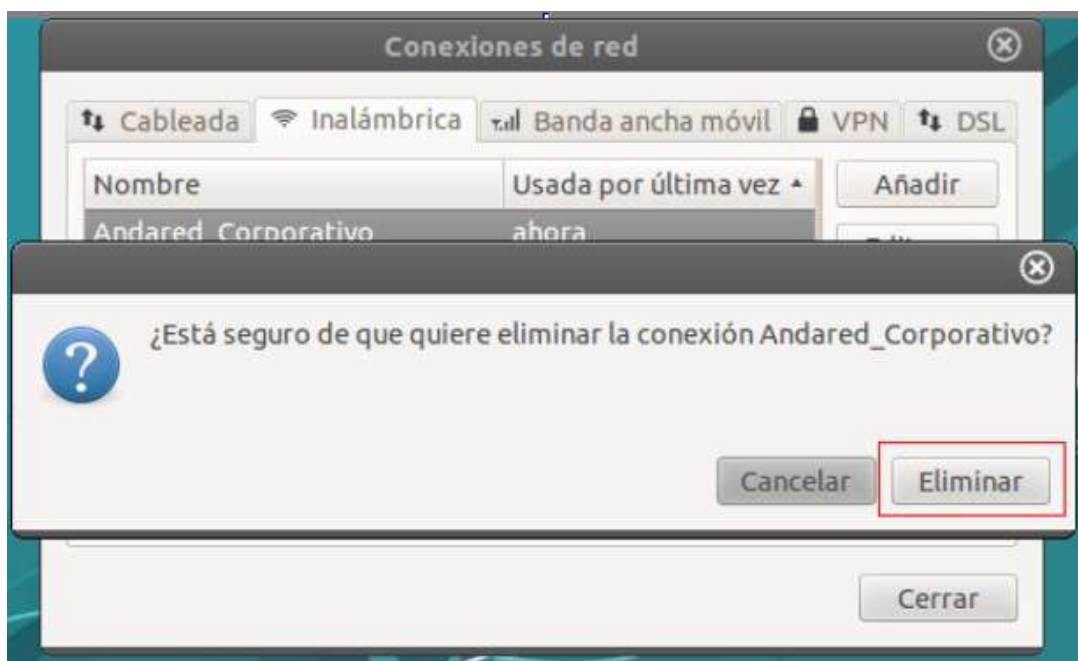 Conexiones de red
Cableada Inalámbrica Banda ancha móvil VPN DSL
Nombre Usada por última vez Añadir
Andared_Corporativo ahora
¿Está seguro de que quiere eliminar la conexión Andared_Corporativo?
Cancelar Eliminar
Cerrar